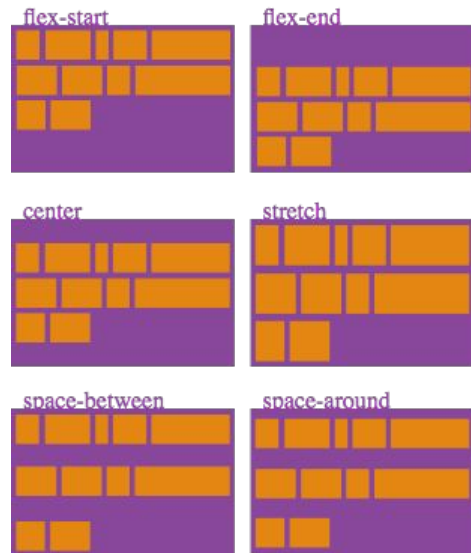 flex-start
flex-end
center
stretch
space-between
space-around